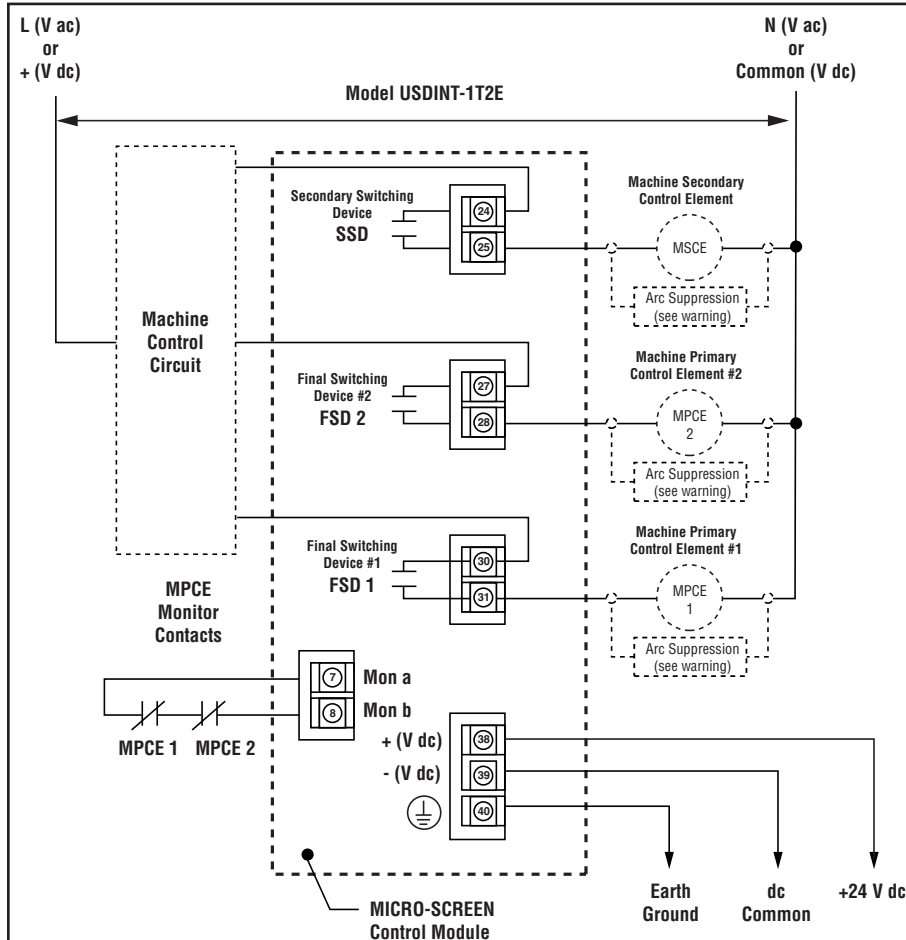 L (V ac)
or
+ (V dc)
N (V ac)
or
Common (V dc)
Model USDINT-1T2E
Secondary Switching
Device
SSD
24
25
Machine Secondary
Control Element
MSCE
Arc Suppression
(see warning)
Machine
Control
Circuit
Final Switching
Device #2
FSD 2
27
28
Machine Primary
Control Element #2
MPCE
2
Arc Suppression
(see warning)
Final Switching
Device #1
FSD 1
30
31
Machine Primary
Control Element #1
MPCE
1
Arc Suppression
(see warning)
MPCE
Monitor
Contacts
7
Mon a
8
Mon b
MPCE 1
MPCE 2
+ (V dc)
38
- (V dc)
39
40
Earth
Ground
dc
Common
+24 V dc
MICRO-SCREEN
Control Module